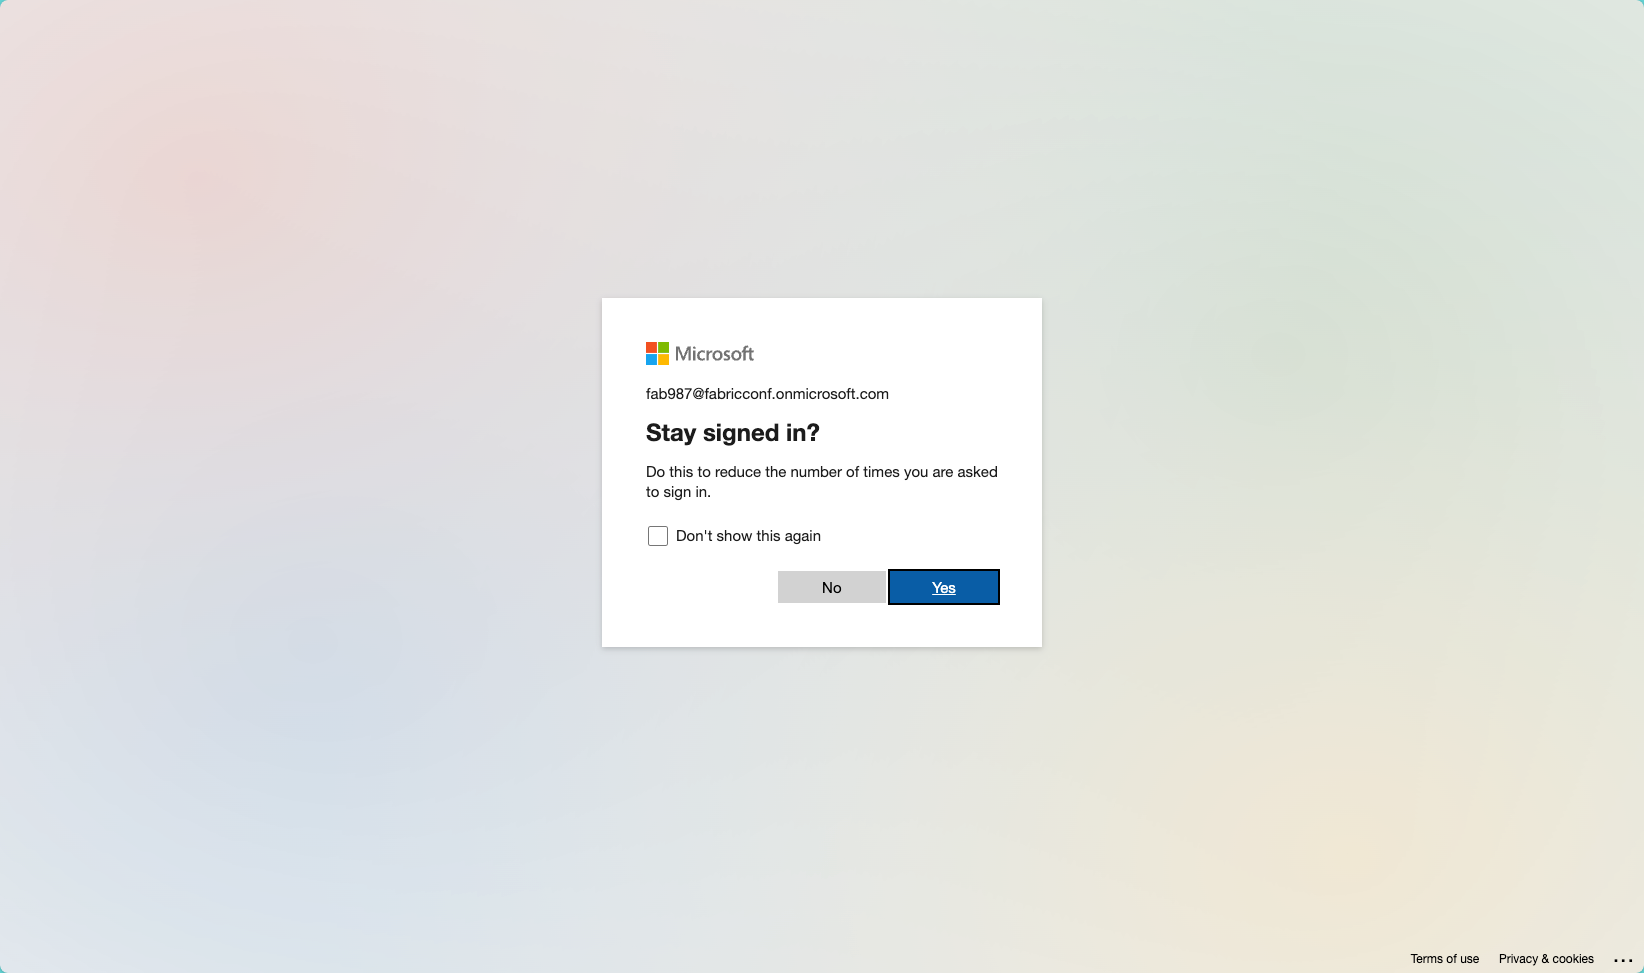 Microsoft
fab987@fabricconf.onmicrosoft.com
Stay signed in?
Do this to reduce the number of times you are asked
to sign in.
Don't show this again
No
Yes
Terms of use
Privacy & cookies
...